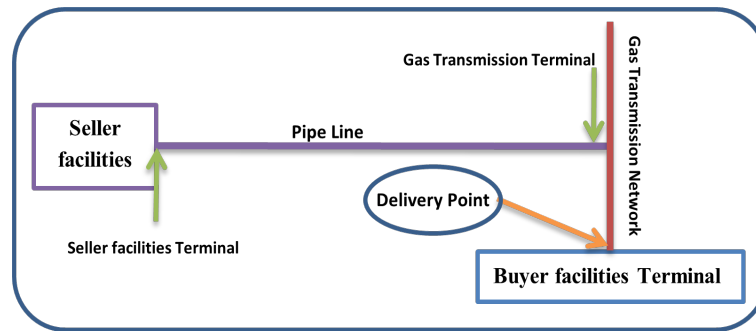 Gas Transmission Terminal
Gas Transmission Network
Seller
facilities
Pipe Line
Delivery Point
Seller facilities Terminal
Buyer facilities Terminal